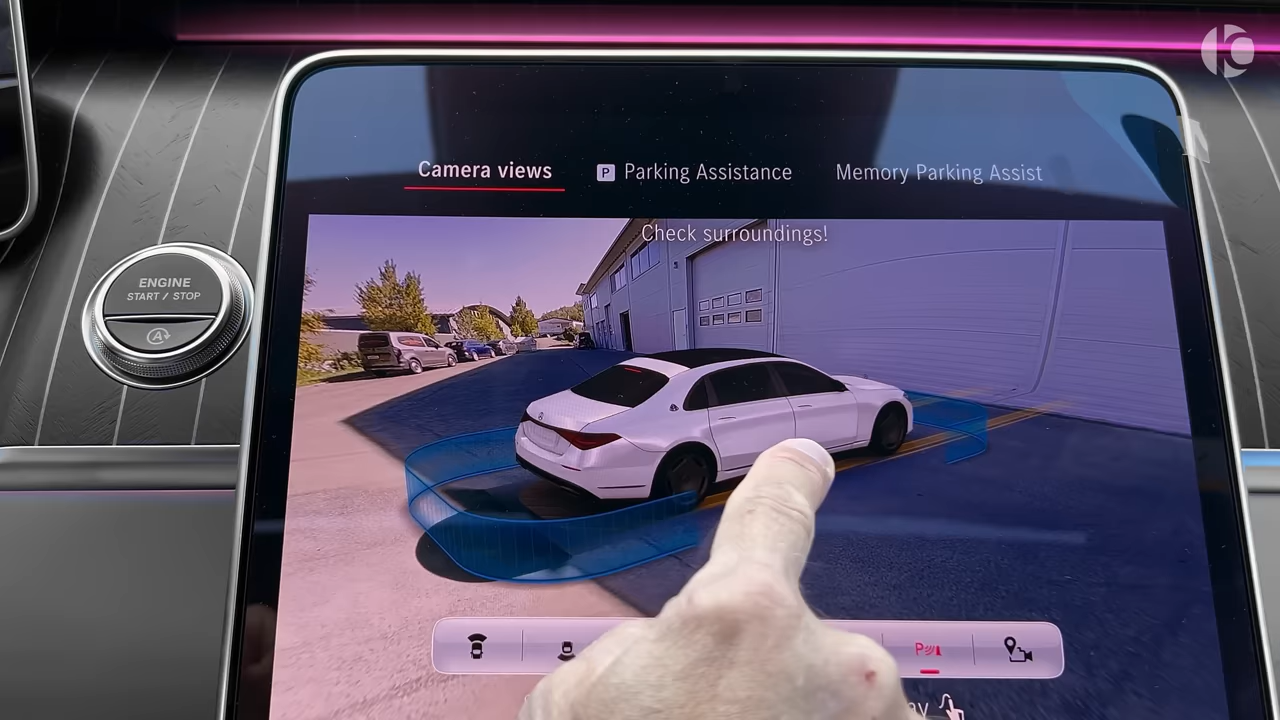 Camera views
P Parking Assistance
Memory Parking Assist
Check surroundings!
ENGINE
START / STOP
A
P